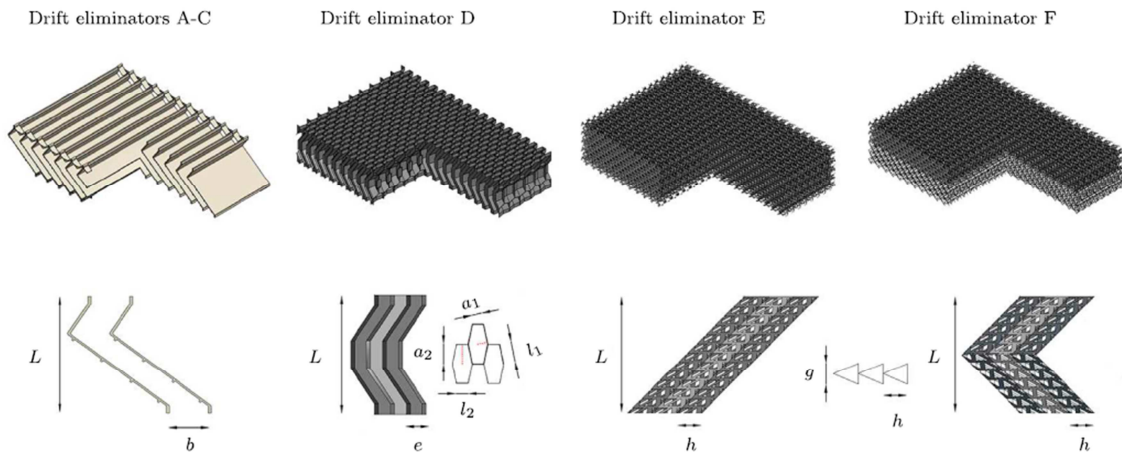 Drift eliminators A-C
Drift eliminator D
Drift eliminator E
Drift eliminator F
L
b
L
a₁
a₂
l₁
l₂
e
L
h
g
h
L
h